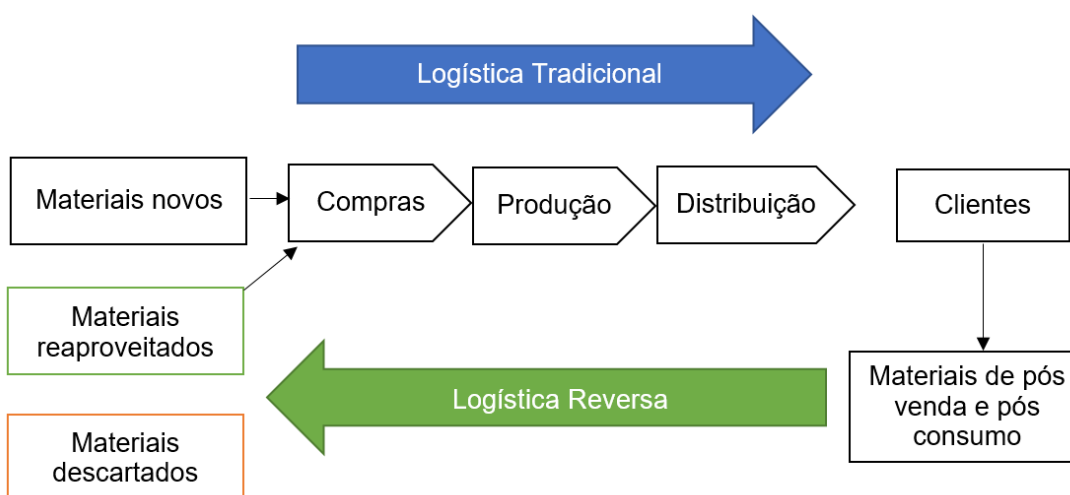 Logística Tradicional
Materiais novos
Compras
Produção
Distribuição
Clientes
Materiais
reaproveitados
Logística Reversa
Materiais de pós
venda e pós
consumo
Materiais
descartados